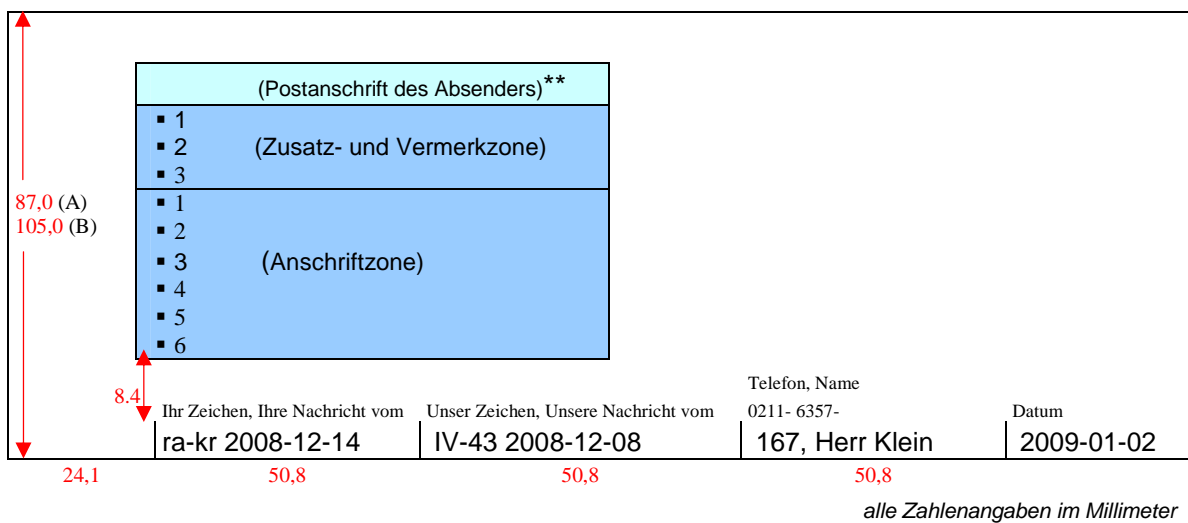 (Postanschrift des Absenders)**
▪ 1
▪ 2 (Zusatz- und Vermerkzone)
▪ 3
87,0 (A)
105,0 (B)
▪ 1
▪ 2
▪ 3 (Anschriftzone)
▪ 4
▪ 5
▪ 6
8.4
Telefon, Name
Ihr Zeichen, Ihre Nachricht vom Unser Zeichen, Unsere Nachricht vom 0211- 6357- Datum
ra-kr 2008-12-14 IV-43 2008-12-08 167, Herr Klein 2009-01-02
24,1 50,8 50,8 50,8
alle Zahlenangaben im Millimeter